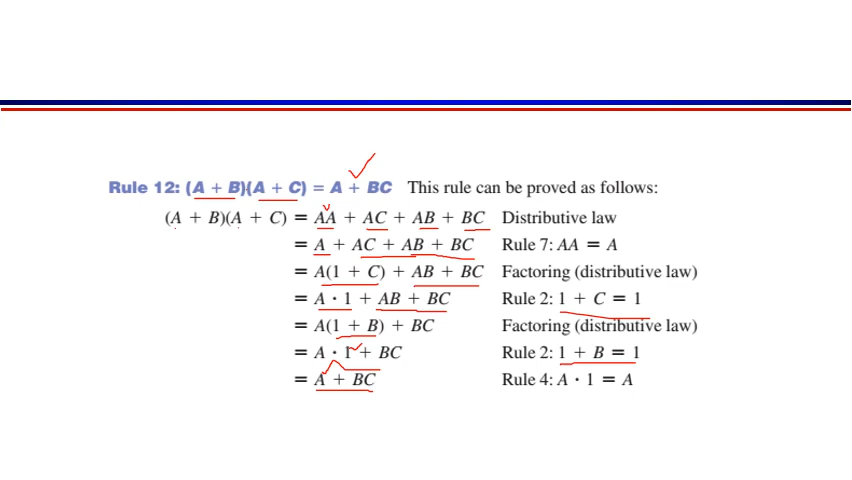 Rule 12: (A + B)(A + C) = A + BC This rule can be proved as follows:
(A + B)(A + C) = AA + AC + AB + BC Distributive law
= A + AC + AB + BC Rule 7: AA = A
= A(1 + C) + AB + BC Factoring (distributive law)
= A · 1 + AB + BC Rule 2: 1 + C = 1
= A(1 + B) + BC Factoring (distributive law)
= A · 1 + BC Rule 2: 1 + B = 1
= A + BC Rule 4: A · 1 = A